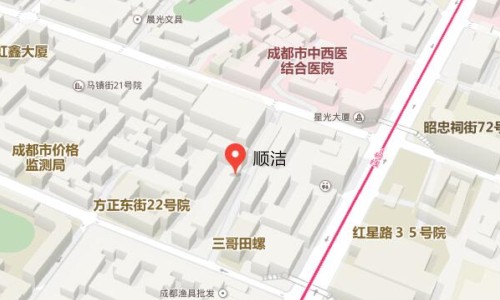 晨光文具
虹鑫大厦
成都市中西医
结合医院
马镇街21号院
星光大厦
昭忠祠街72号
成都市价格
监测局
顺洁
方正东街22号院
红星路３５号院
三哥田螺
成都渔具批发